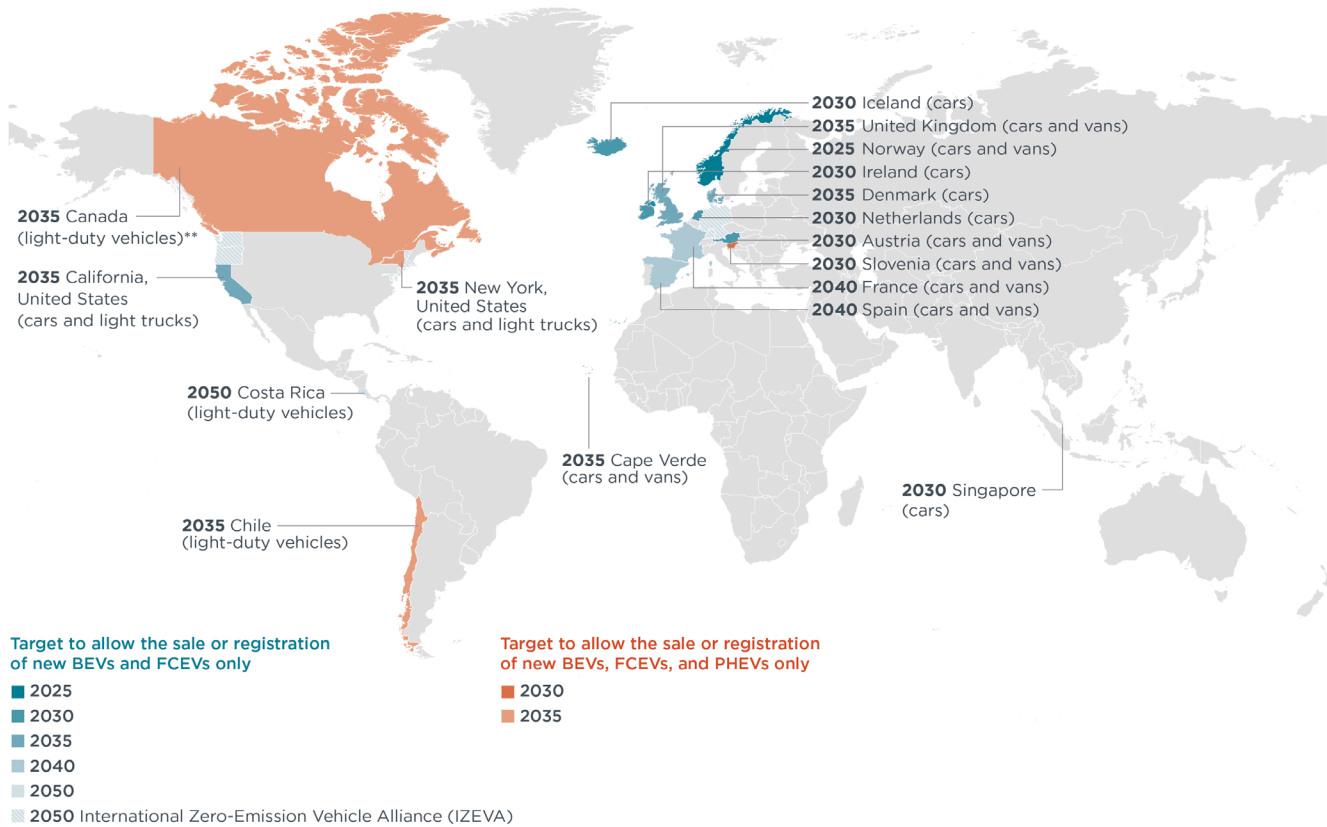 2030 Iceland (cars)
2035 United Kingdom (cars and vans)
2025 Norway (cars and vans)
2030 Ireland (cars)
2035 Denmark (cars)
2030 Netherlands (cars)
2030 Austria (cars and vans)
2030 Slovenia (cars and vans)
2040 France (cars and vans)
2040 Spain (cars and vans)
2035 Canada
(light-duty vehicles)**
2035 California,
United States
(cars and light trucks)
2035 New York,
United States
(cars and light trucks)
2050 Costa Rica
(light-duty vehicles)
2035 Cape Verde
(cars and vans)
2030 Singapore
(cars)
2035 Chile
(light-duty vehicles)
Target to allow the sale or registration
of new BEVs and FCEVs only
2025
2030
2035
2040
2050
2050 International Zero-Emission Vehicle Alliance (IZEVA)
Target to allow the sale or registration
of new BEVs, FCEVs, and PHEVs only
2030
2035